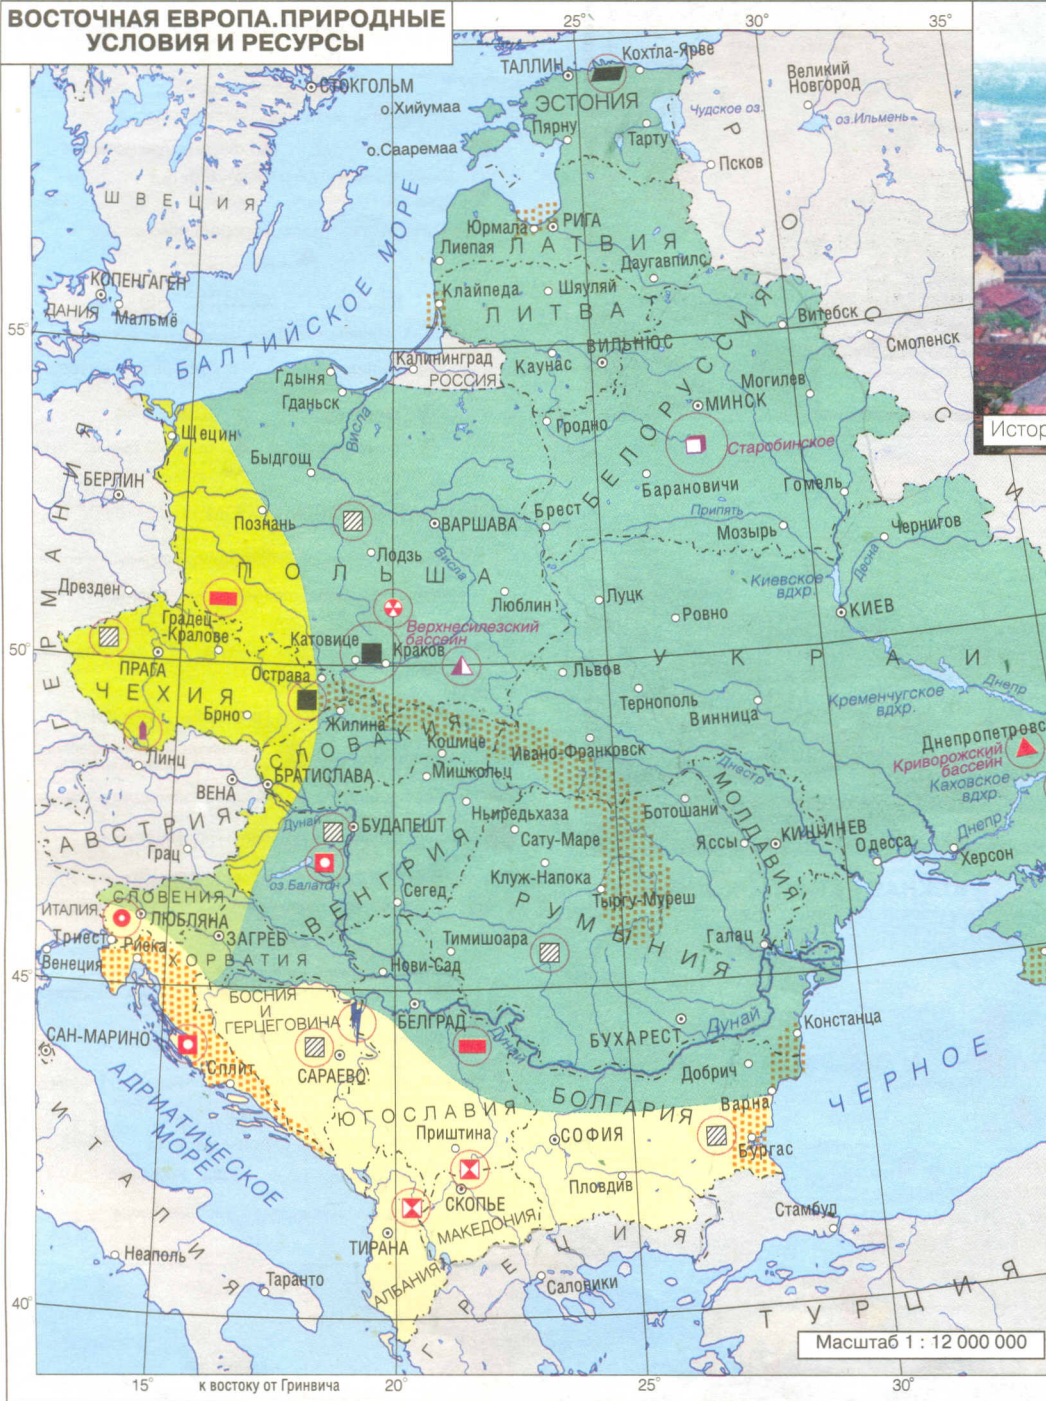 ВОСТОЧНАЯ ЕВРОПА.ПРИРОДНЫЕ
УСЛОВИЯ И РЕСУРСЫ
25°
30°
35°
ТАЛЛИН
Кохтла-Ярве
СТОКГОЛЬМ
Великий
Новгород
о.Хийумаа
ЭСТОНИЯ
Чудское оз.
оз.Ильмень
Пярну
Тарту
о.Сааремаа
Псков
ШВЕЦИЯ
БАЛТИЙСКОЕ МОРЕ
РОССИЯ
Юрмала
РИГА
Лиепая
ЛАТВИЯ
Даугавпилс
КОПЕНГАГЕН
ДАНИЯ
Мальмё
Клайпеда
Шяуляй
ЛИТВА
Витебск
55°
Смоленск
Калининград
РОССИЯ
Каунас
ВИЛЬНЮС
Гдыня
Гданьск
Могилев
МИНСК
БЕЛОРУССИЯ
Истор
Щецин
Висла
Гродно
Старобинское
Быдгощ
БЕРЛИН
ГЕРМАНИЯ
Барановичи
Гомель
Познань
ВАРШАВА
Брест
Припять
Мозырь
Чернигов
Лодзь
Висла
ПОЛЬША
Десна
Дрезден
Люблин
Луцк
Киевское
вдхр.
КИЕВ
Градец-
Кралове
Ровно
Верхнесилезский
бассейн
Катовице
Краков
50°
ПРАГА
Острава
Львов
УКРАИ
Днепр
ЧЕХИЯ
Брно
Жилина
Тернополь
Винница
Кременчугское
вдхр.
СЛОВАКИЯ
Кошице
Ивано-Франковск
Днепропетровс
Криворожский
бассейн
Линц
БРАТИСЛАВА
Мишкольц
Днестр
Каховское
вдхр.
ВЕНА
АВСТРИЯ
Дунай
БУДАПЕШТ
Ньиредьхаза
Ботошани
МОЛДАВИЯ
Днепр
Грац
Сату-Маре
Яссы
КИШИНЕВ
Одесса
Херсон
оз.Балатон
ВЕНГРИЯ
Сегед
Клуж-Напока
Тыргу-Муреш
СЛОВЕНИЯ
ИТАЛИЯ
ЛЮБЛЯНА
РУМЫНИЯ
Триест
Риека
ЗАГРЕБ
Тимишоара
Галац
Венеция
ХОРВАТИЯ
Нови-Сад
45°
БОСНИЯ
И
ГЕРЦЕГОВИНА
БЕЛГРАД
Дунай
БУХАРЕСТ
Дунай
Констанца
САН-МАРИНО
САРАЕВО
Сплит
Добрич
ЧЕРНОЕ
АДРИАТИЧЕСКОЕ
МОРЕ
ЮГОСЛАВИЯ
БОЛГАРИЯ
Варна
Приштина
СОФИЯ
Бургас
ИТАЛИЯ
Пловдив
СКОПЬЕ
Стамбул
МАКЕДОНИЯ
ТИРАНА
Неаполь
АЛБАНИЯ
ГРЕЦИЯ
Салоники
Таранто
40°
ТУРЦИЯ
Масштаб 1 : 12 000 000
15°
к востоку от Гринвича
20°
25°
30°